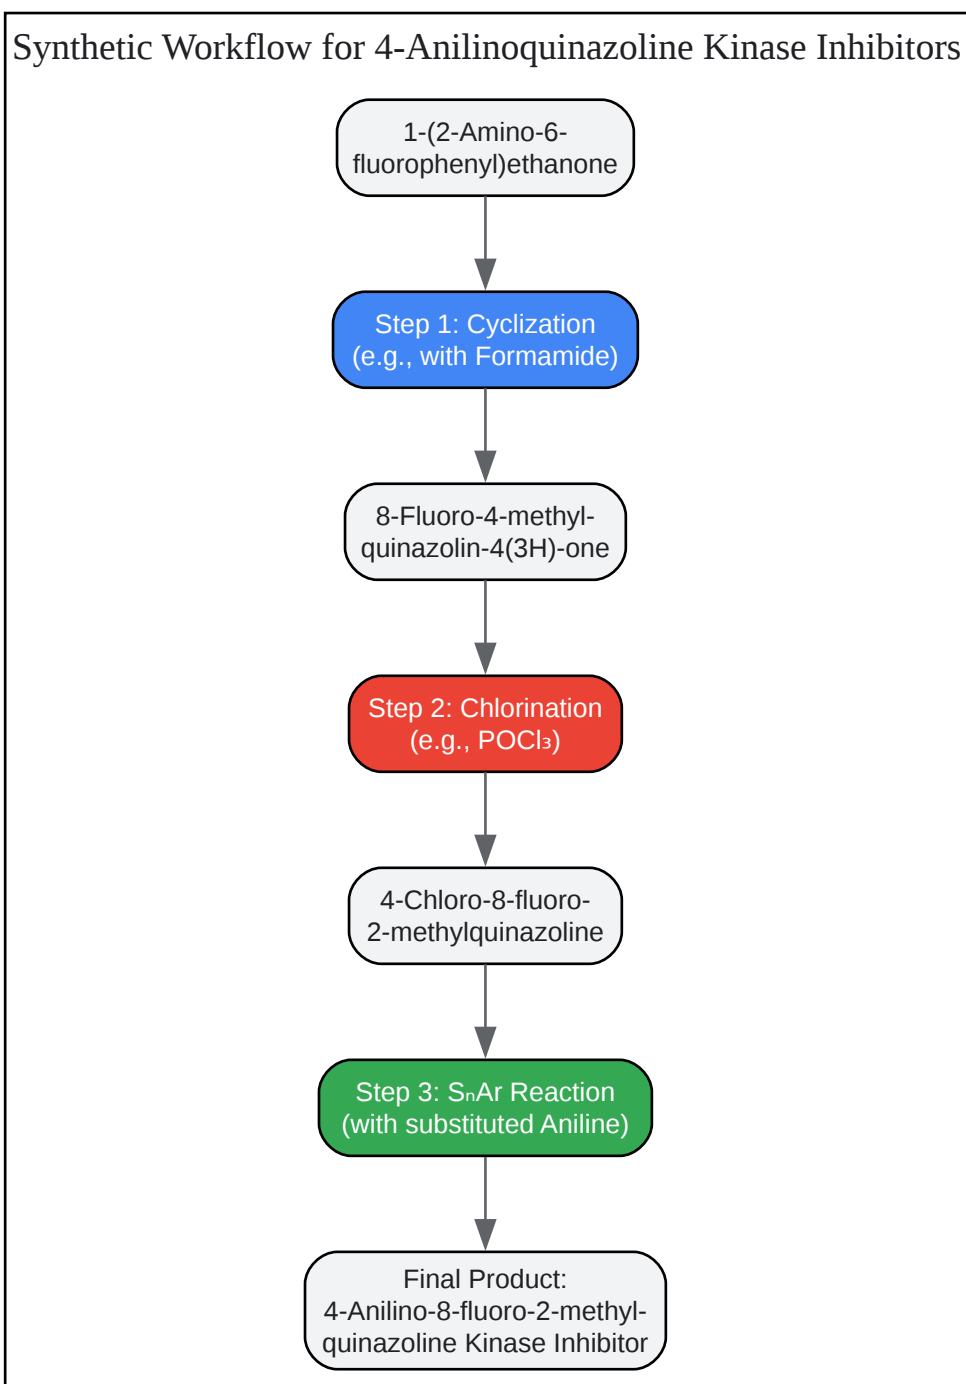 Synthetic Workflow for 4-Anilinoquinazoline Kinase Inhibitors
1-(2-Amino-6-
fluorophenyl)ethanone
Step 1: Cyclization
(e.g., with Formamide)
8-Fluoro-4-methyl-
quinazolin-4(3H)-one
Step 2: Chlorination
(e.g., POCl₃)
4-Chloro-8-fluoro-
2-methylquinazoline
Step 3: SₙAr Reaction
(with substituted Aniline)
Final Product:
4-Anilino-8-fluoro-2-methyl-
quinazoline Kinase Inhibitor